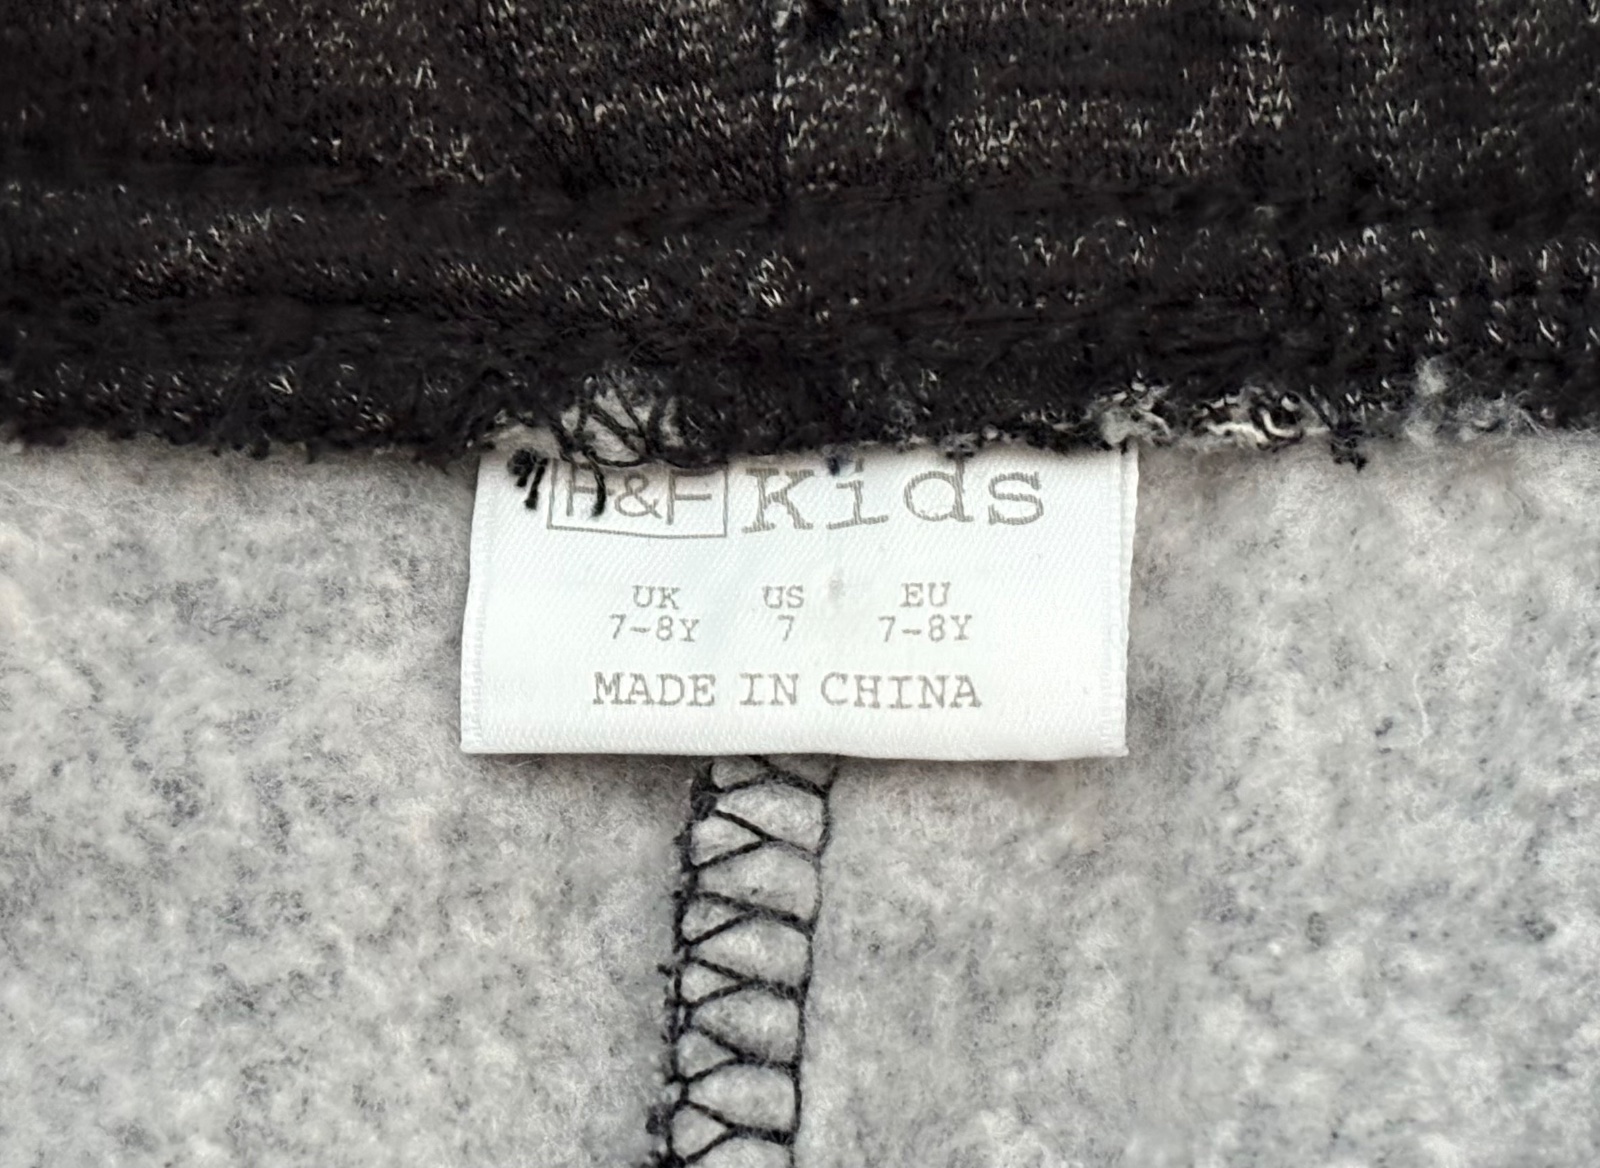 F&F Kids
UK US EU
7-8Y 7 7-8Y
MADE IN CHINA